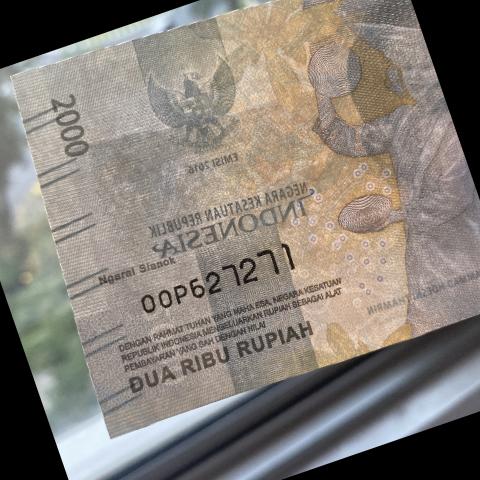 2000
EMISI 2016
NEGARA KESATUAN REPUBLIK
INDONESIA
Ngarai Sianok
OOP627271
DENGAN RAHMAT TUHAN YANG MAHA ESA, NEGARA KESATUAN
REPUBLIK INDONESIA MENGELUARKAN RUPIAH SEBAGAI ALAT
PEMBAYARAN YANG SAH DENGAN NILAI
DUA RIBU RUPIAH